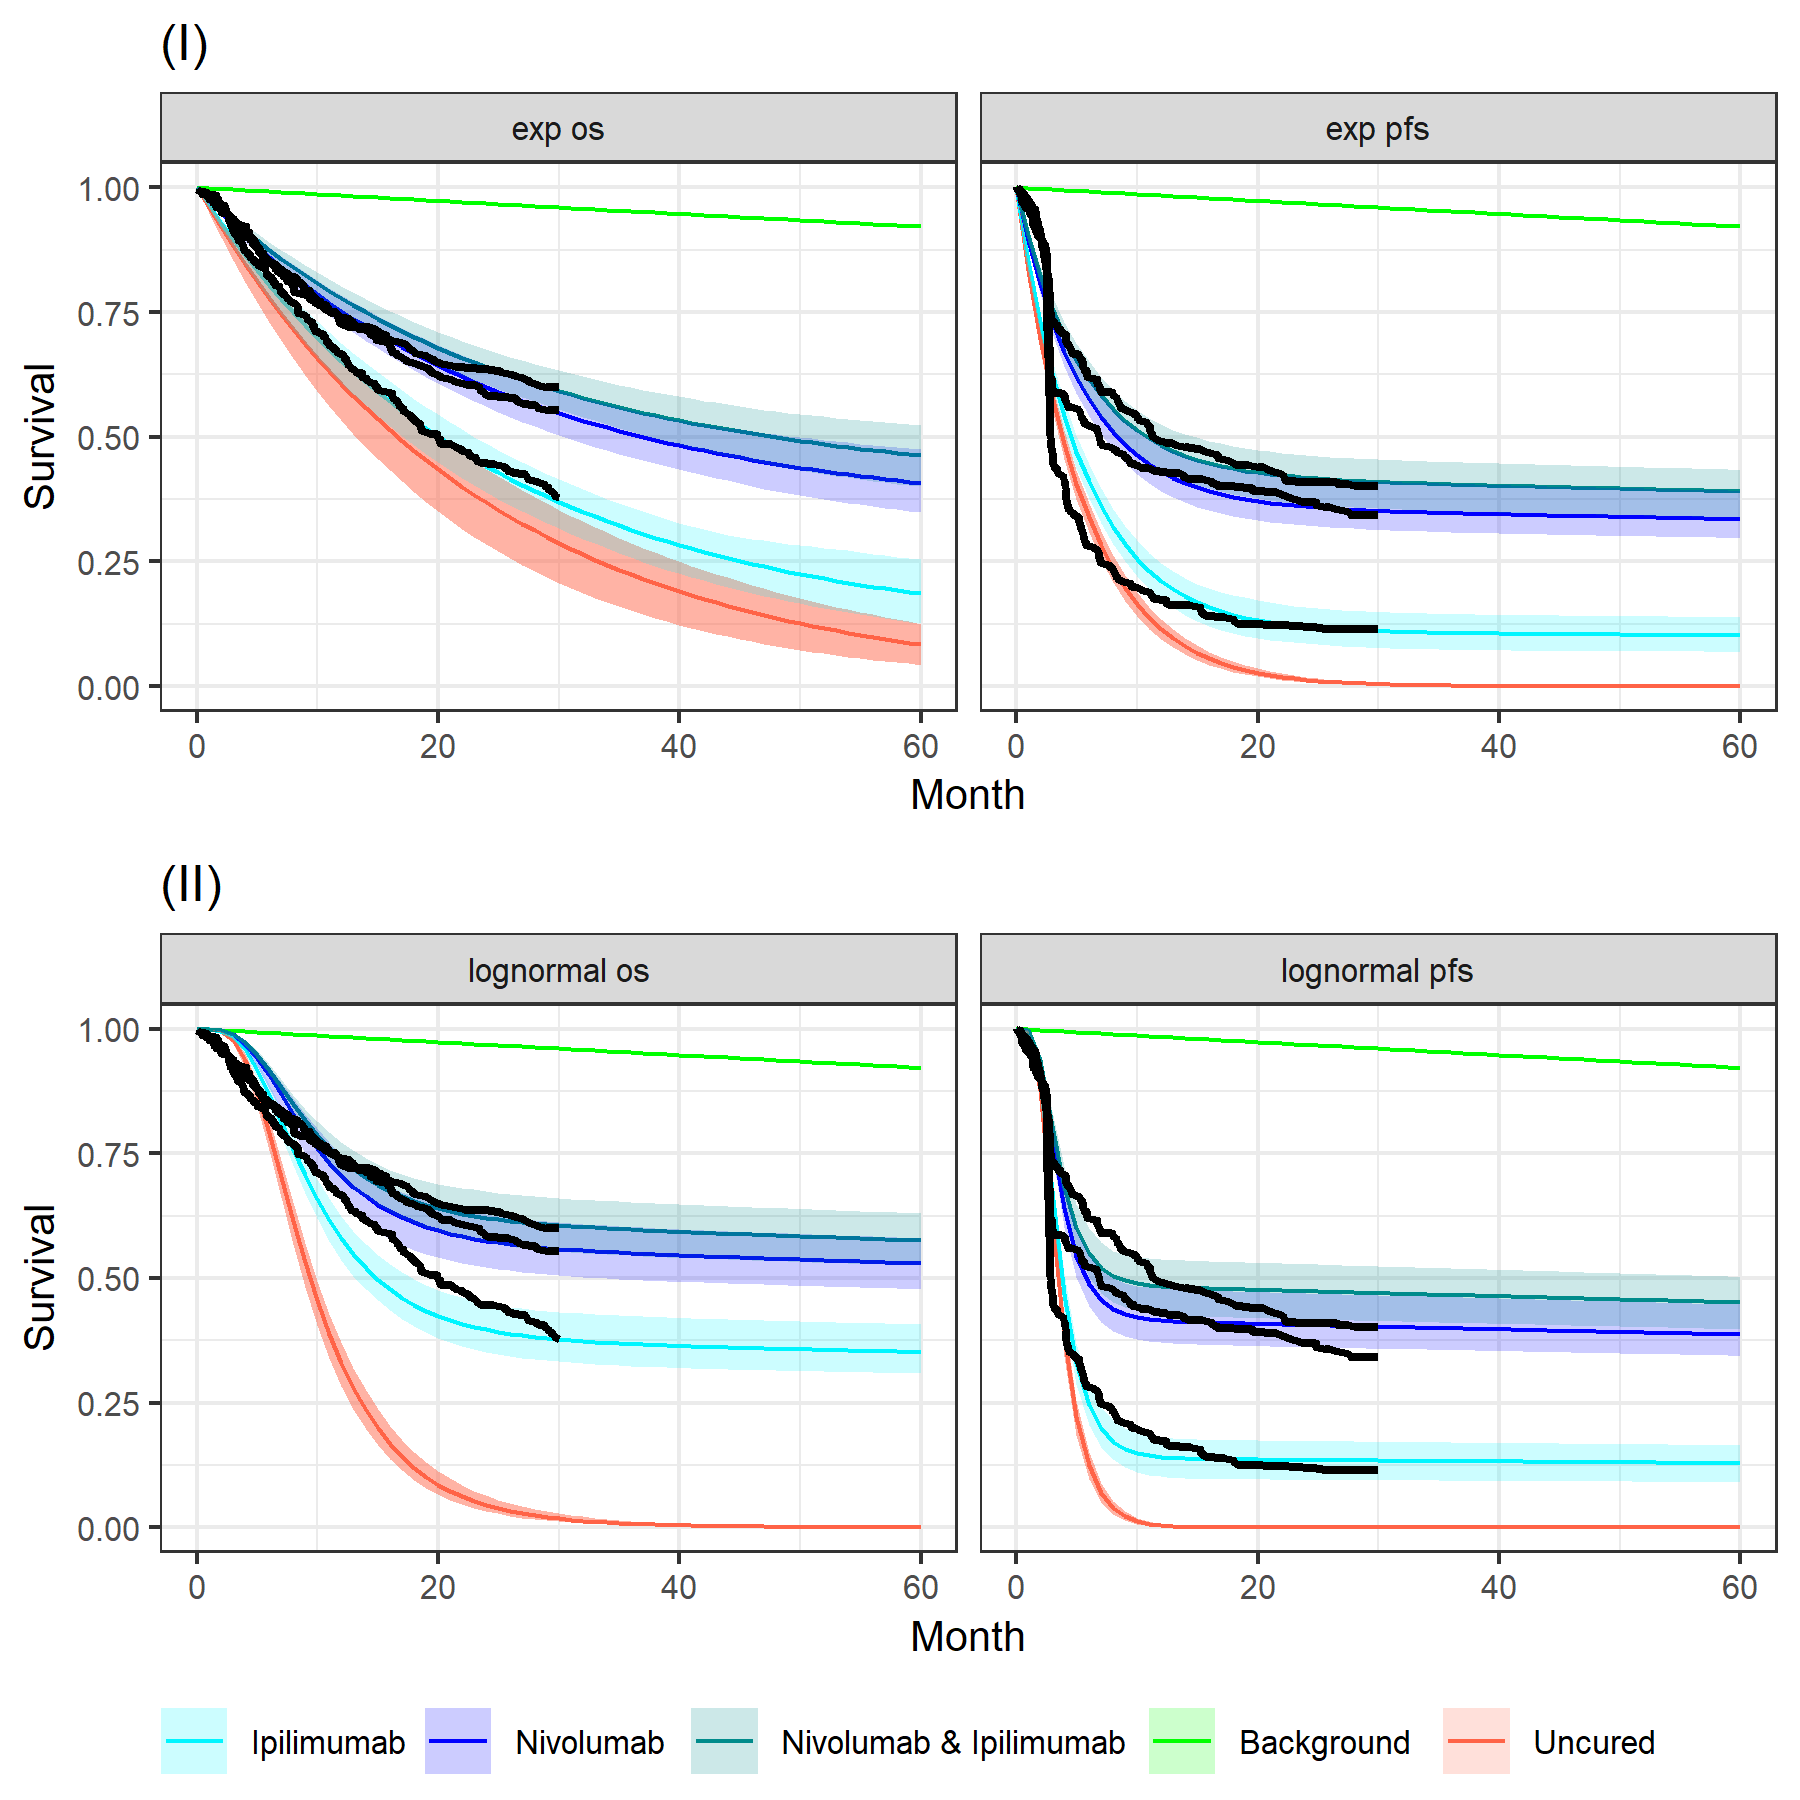 (I)
exp os
exp pfs
Survival
1.00
0.75
0.50
0.25
0.00
0 20 40 60
0 20 40 60
Month
(II)
lognormal os
lognormal pfs
Survival
1.00
0.75
0.50
0.25
0.00
0 20 40 60
0 20 40 60
Month
Ipilimumab Nivolumab Nivolumab & Ipilimumab Background Uncured